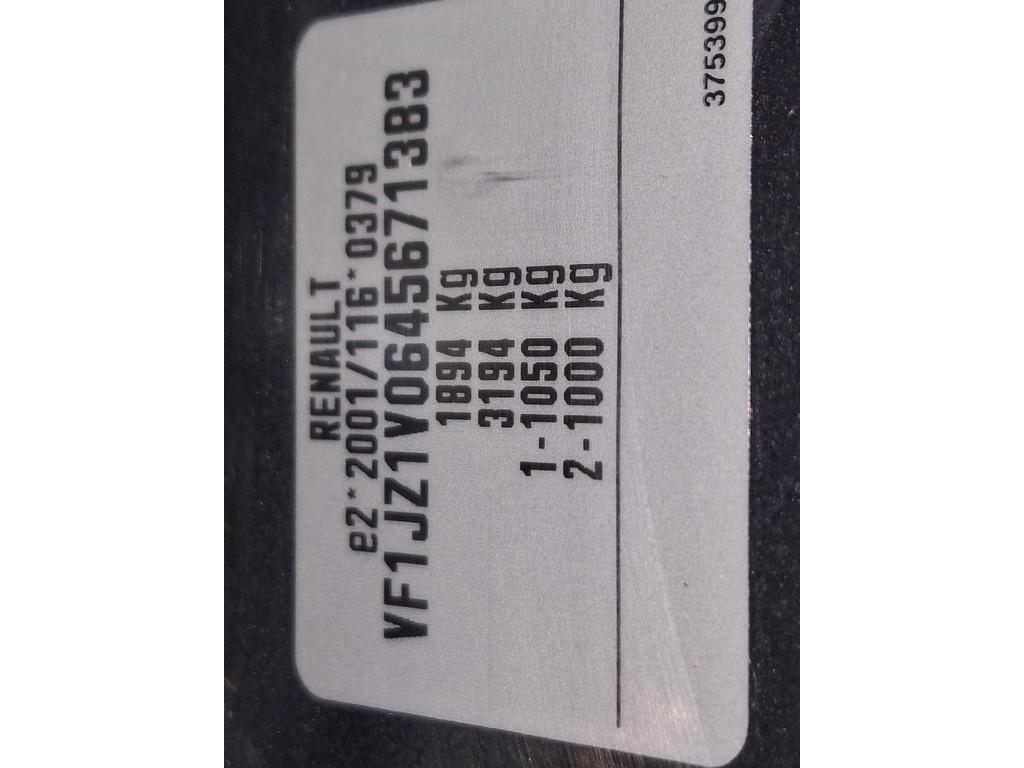 RENAULT
e2*2001/116*0379
VF1JZ1V0645671383
1894 Kg
3194 Kg
1-1050 Kg
2-1000 Kg
375399